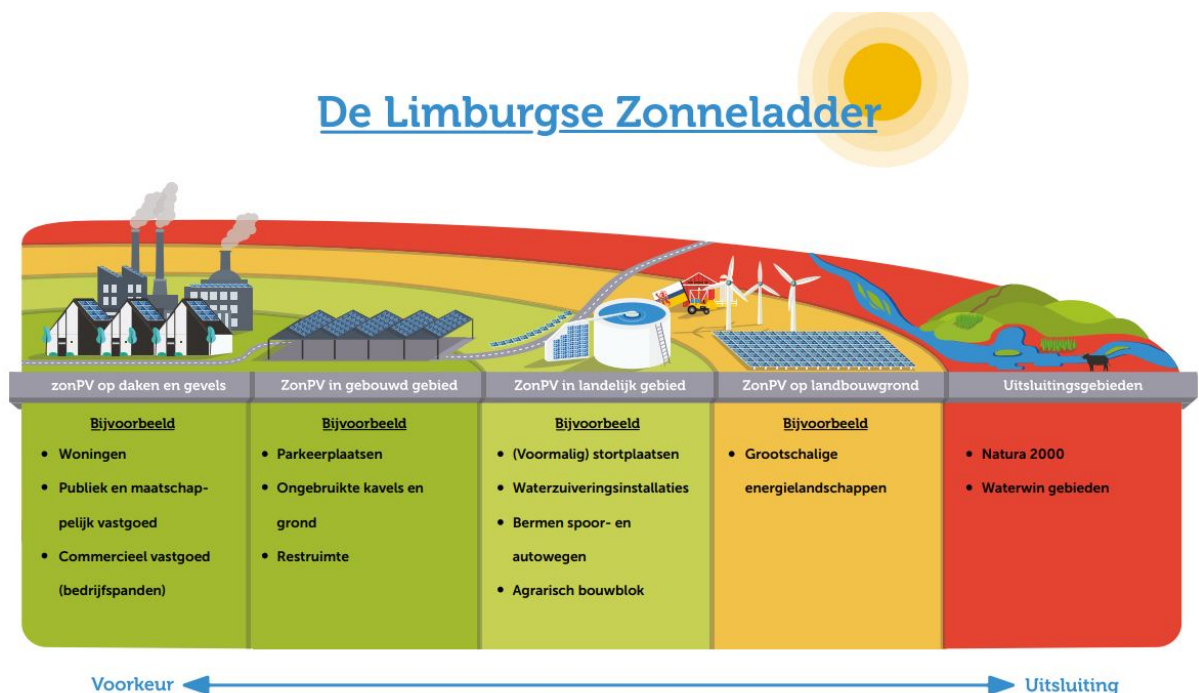 De Limburgse Zonneladder
zonPV op daken en gevels
Bijvoorbeeld
• Woningen
• Publiek en maatschap-
pelijk vastgoed
• Commercieel vastgoed
(bedrijfspanden)
ZonPV in gebouwd gebied
Bijvoorbeeld
• Parkeerplaatsen
• Ongebruikte kavels en
grond
• Restruimte
ZonPV in landelijk gebied
Bijvoorbeeld
• (Voormalig) stortplaatsen
• Waterzuiveringsinstallaties
• Bermen spoor- en
autowegen
• Agrarisch bouwblok
ZonPV op landbouwgrond
Bijvoorbeeld
• Grootschalige
energielandschappen
Uitsluitingsgebieden
• Natura 2000
• Waterwin gebieden
Voorkeur
Uitsluiting